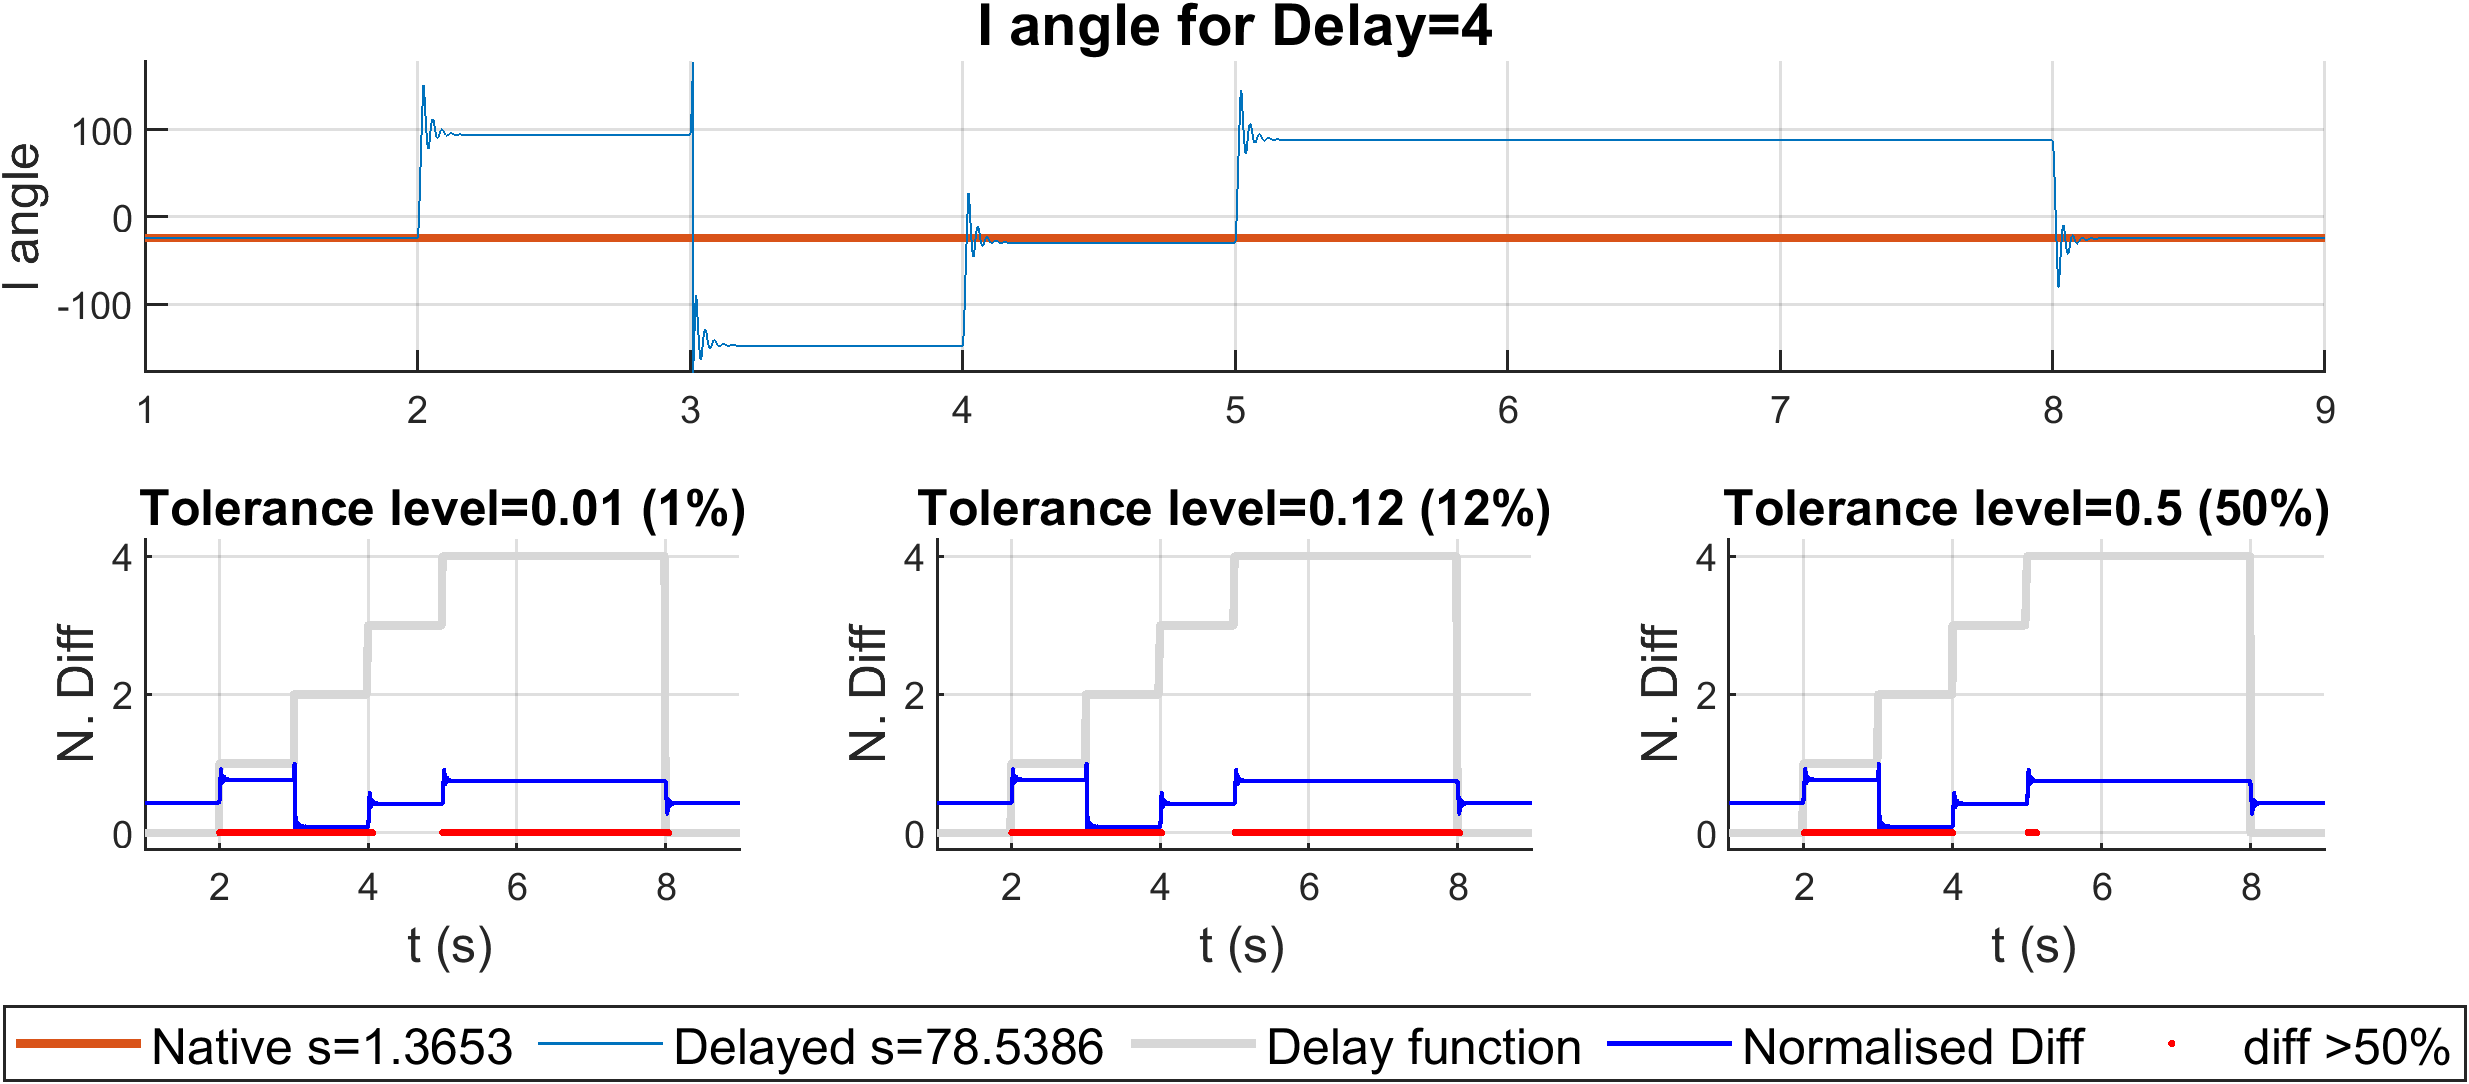 I angle for Delay=4
I angle
100
0
-100
1 2 3 4 5 6 7 8 9
Tolerance level=0.01 (1%)
N. Diff
4
2
0
2 4 6 8
t (s)
Tolerance level=0.12 (12%)
N. Diff
4
2
0
2 4 6 8
t (s)
Tolerance level=0.5 (50%)
N. Diff
4
2
0
2 4 6 8
t (s)
Native s=1.3653 Delayed s=78.5386 Delay function Normalised Diff diff >50%